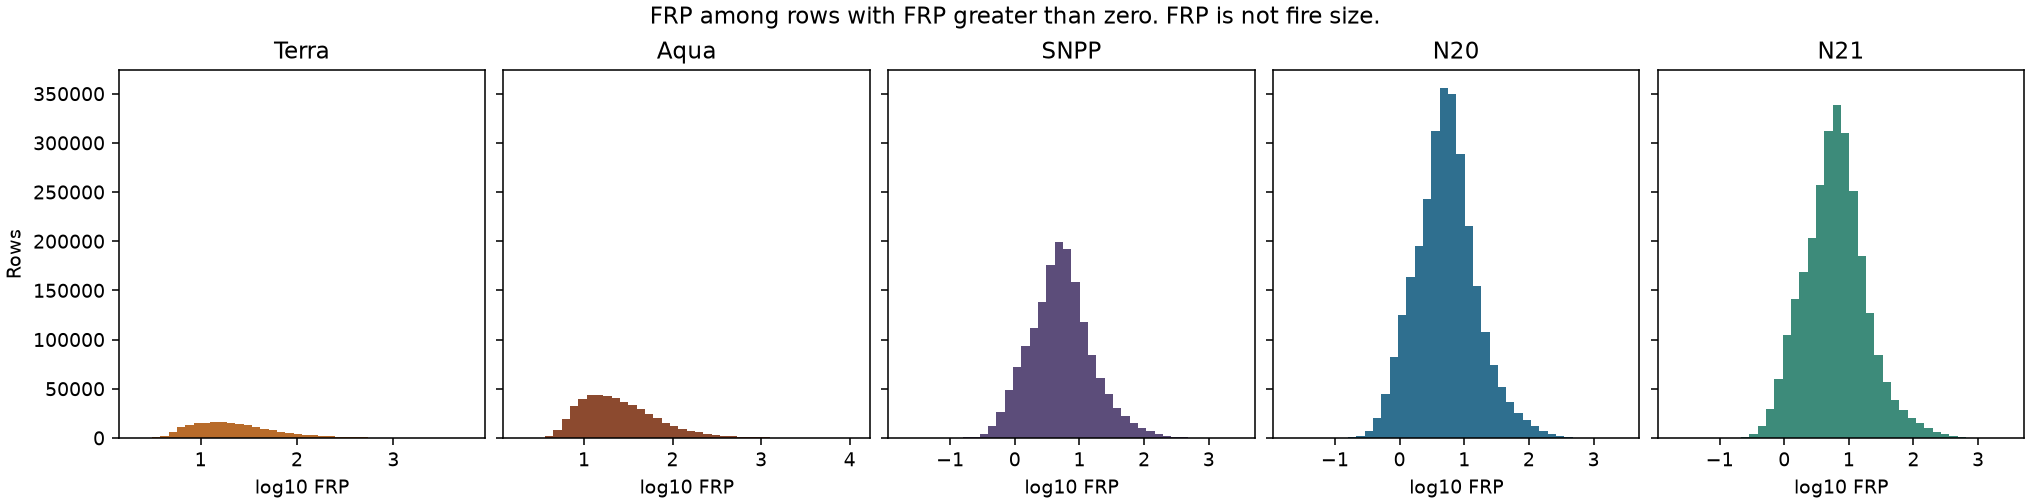 FRP among rows with FRP greater than zero. FRP is not fire size.
Terra Aqua SNPP N20 N21
Rows
350000
300000
250000
200000
150000
100000
50000
0
1 2 3
1 2 3 4
−1 0 1 2 3
−1 0 1 2 3
−1 0 1 2 3
log10 FRP log10 FRP log10 FRP log10 FRP log10 FRP